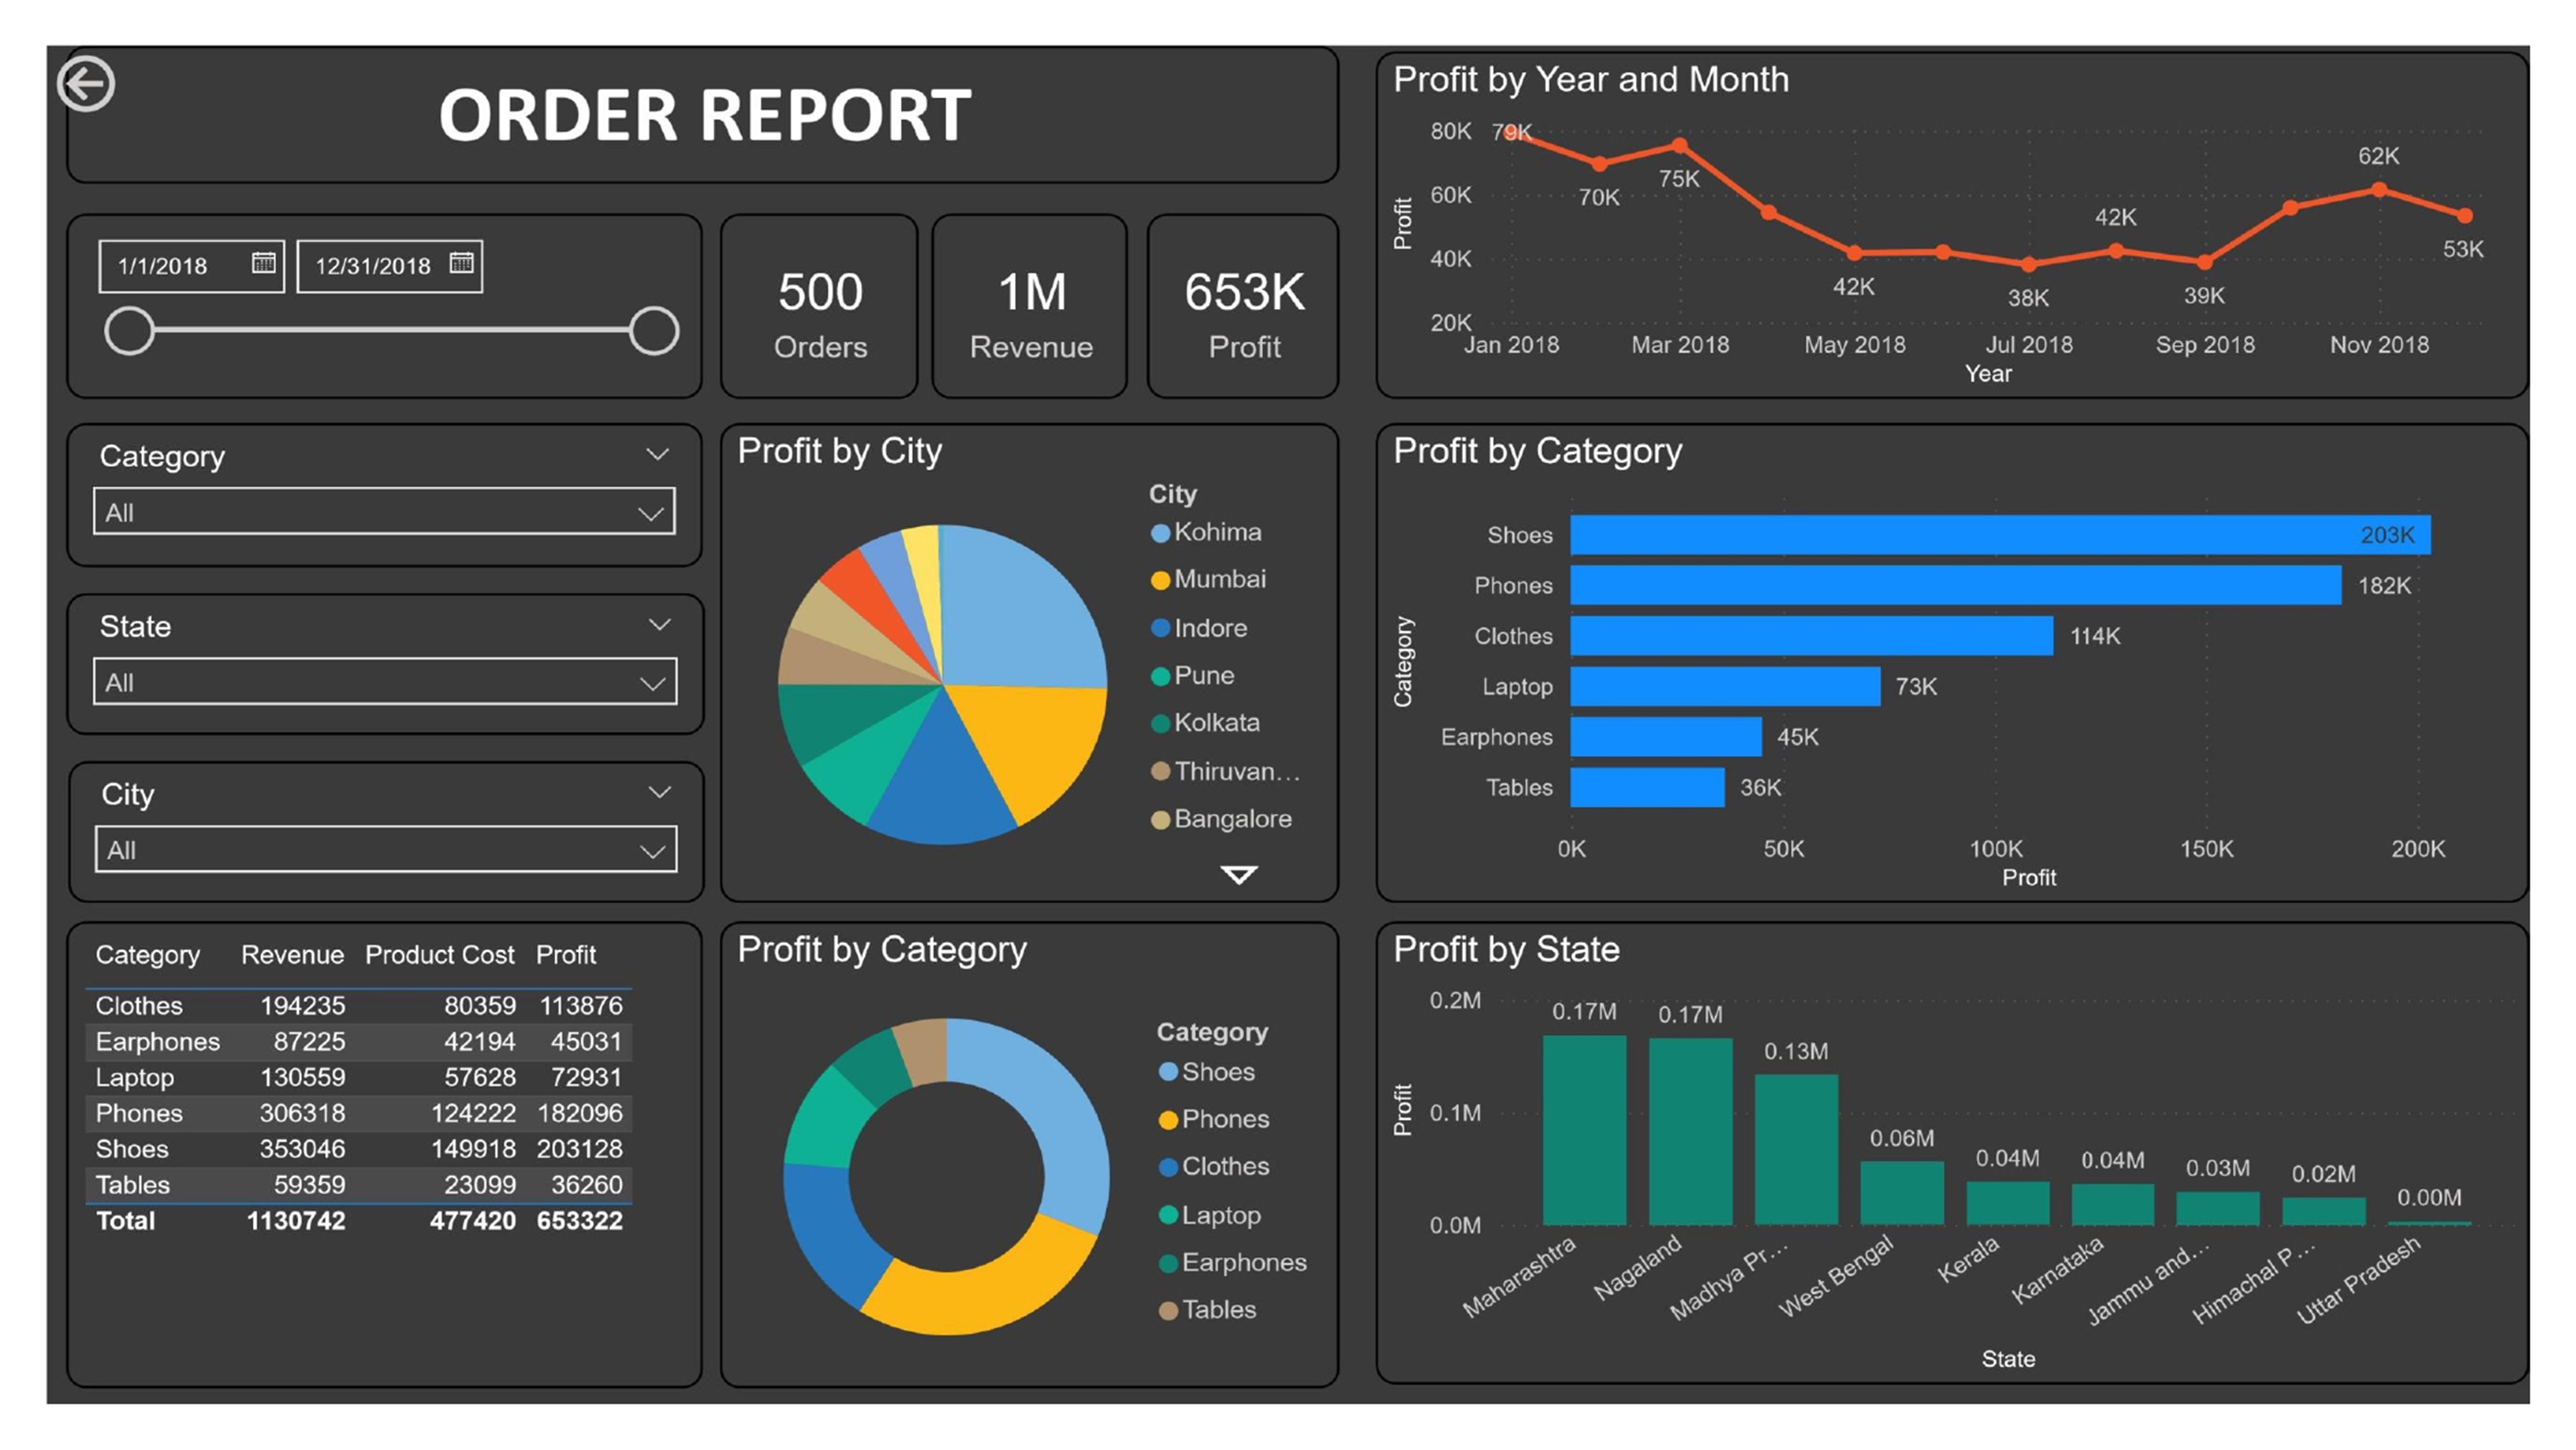 ORDER REPORT
1/1/2018
12/31/2018
500
Orders
1M
Revenue
653K
Profit
Profit by Year and Month
Profit
80K
60K
40K
20K
79K
70K
75K
42K
38K
42K
39K
62K
53K
Jan 2018 Mar 2018 May 2018 Jul 2018 Sep 2018 Nov 2018
Year
Category
All
State
All
City
All
Profit by City
City
Kohima
Mumbai
Indore
Pune
Kolkata
Thiruvan...
Bangalore
Profit by Category
Category
Shoes 203K
Phones 182K
Clothes 114K
Laptop 73K
Earphones 45K
Tables 36K
0K 50K 100K 150K 200K
Profit
Category Revenue Product Cost Profit
Clothes 194235 80359 113876
Earphones 87225 42194 45031
Laptop 130559 57628 72931
Phones 306318 124222 182096
Shoes 353046 149918 203128
Tables 59359 23099 36260
Total 1130742 477420 653322
Profit by Category
Category
Shoes
Phones
Clothes
Laptop
Earphones
Tables
Profit by State
Profit
0.2M
0.1M
0.0M
0.17M 0.17M 0.13M 0.06M 0.04M 0.04M 0.03M 0.02M 0.00M
Maharashtra
Nagaland
Madhya Pr...
West Bengal
Kerala
Karnataka
Jammu and...
Himachal P...
Uttar Pradesh
State